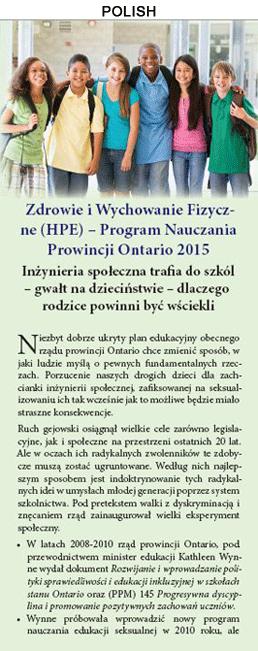 POLISH
Zdrowie i Wychowanie Fizycz-
ne (HPE) – Program Nauczania
Prowincji Ontario 2015
Inżynieria społeczna trafia do szkół
– gwałt na dzieciństwie – dlaczego
rodzice powinni być wściekli
Niezbyt dobrze ukryty plan edukacyjny obecnego
rządu prowincji Ontario chce zmienić sposób, w
jaki ludzie myślą o pewnych fundamentalnych rzec-
zach. Porzucenie naszych drogich dzieci dla zach-
cianki inżynierii społecznej, zafiksowanej na seksual-
izowaniu ich tak wcześnie jak to możliwe będzie miało
straszne konsekwencje.
Ruch gejowski osiągnął wielkie cele zarówno legisla-
cyjne, jak i społeczne na przestrzeni ostatnich 20 lat.
Ale w oczach ich radykalnych zwolenników te zdoby-
cze muszą zostać ugruntowane. Według nich najlep-
szym sposobem jest indoktrynowanie tych radykal-
nych idei w umysłach młodej generacji poprzez system
szkolnictwa. Pod pretekstem walki z dyskryminacją i
znęcaniem rząd zainaugurował wielki eksperyment
społeczny.
• W latach 2008-2010 rząd prowincji Ontario, pod
przewodnictwem minister edukacji Kathleen Wyn-
ne wydał dokument Rozwijanie i wprowadzanie poli-
tyki sprawiedliwości i edukacji inkluzywnej w szkołach
stanu Ontario oraz (PPM) 145 Progresywna dyscyp-
lina i promowanie pozytywnych zachowań uczniów.
• Wynne próbowała wprowadzić nowy program
nauczania edukacji seksualnej w 2010 roku, ale